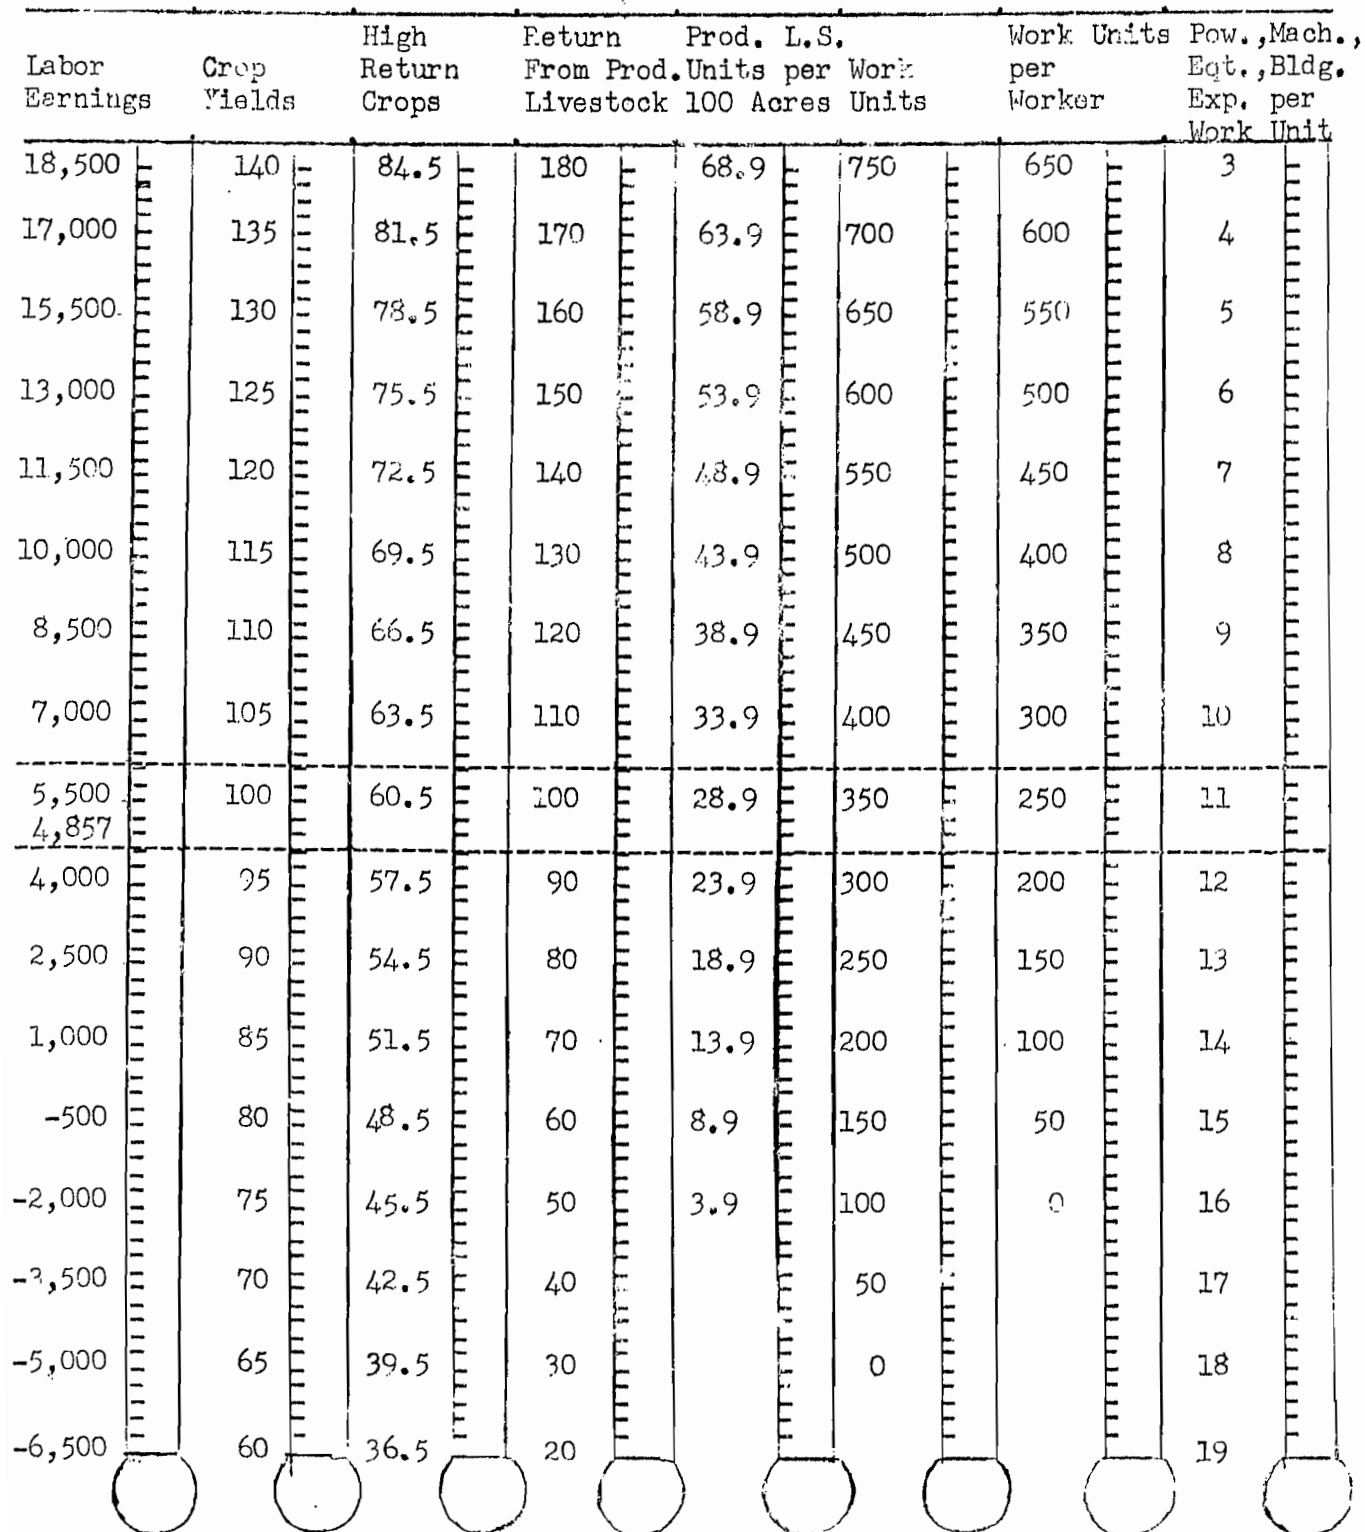 High Return Prod. L.S. Work Units Pow.,Mach.,
Labor Crop Return From Prod. Units per Work per Eqt.,Bldg.
Earnings Yields Crops Livestock 100 Acres Units Worker Exp. per
Work Unit
18,500 140 84.5 180 68.9 750 650 3
17,000 135 81.5 170 63.9 700 600 4
15,500 130 78.5 160 58.9 650 550 5
13,000 125 75.5 150 53.9 600 500 6
11,500 120 72.5 140 48.9 550 450 7
10,000 115 69.5 130 43.9 500 400 8
8,500 110 66.5 120 38.9 450 350 9
7,000 105 63.5 110 33.9 400 300 10
5,500 100 60.5 100 28.9 350 250 11
4,857
4,000 95 57.5 90 23.9 300 200 12
2,500 90 54.5 80 18.9 250 150 13
1,000 85 51.5 70 13.9 200 100 14
-500 80 48.5 60 8.9 150 50 15
-2,000 75 45.5 50 3.9 100 0 16
-3,500 70 42.5 40 50 17
-5,000 65 39.5 30 0 18
-6,500 60 36.5 20 19